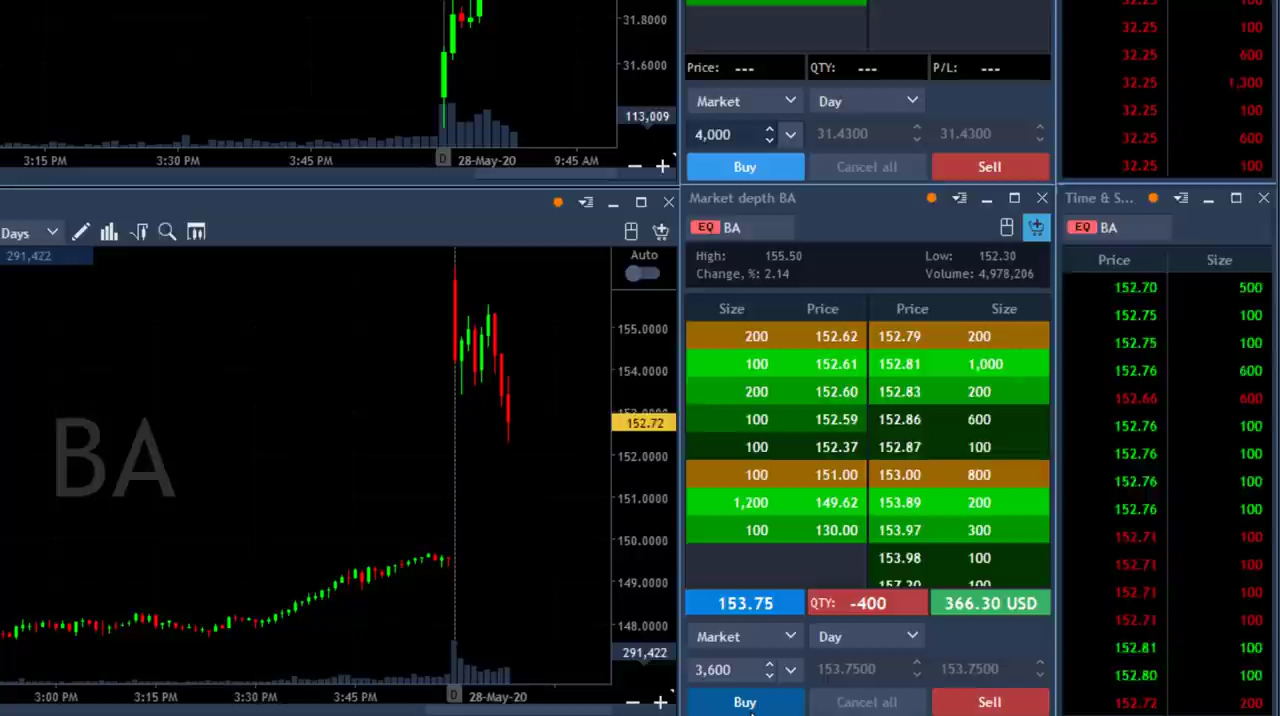 31.8000
31.6000
113,009
3:15 PM 3:30 PM 3:45 PM D 28-May-20 9:45 AM
Price: --- QTY: --- P/L: ---
Market Day
4,000 31.4300 31.4300
Buy Cancel all Sell
32.25 100
32.25 600
32.25 1,300
32.25 100
32.25 600
32.25 100
Days
291,422
Auto
155.0000
154.0000
152.72
152.0000
151.0000
150.0000
149.0000
148.0000
291,422
BA
3:00 PM 3:15 PM 3:30 PM 3:45 PM D 28-May-20
Market depth BA
EQ BA
High: 155.50 Low: 152.30
Change, %: 2.14 Volume: 4,978,206
Size Price Price Size
200 152.62 152.79 200
100 152.61 152.81 1,000
200 152.60 152.83 200
100 152.59 152.86 600
100 152.37 152.87 100
100 151.00 153.00 800
1,200 149.62 153.89 200
100 130.00 153.97 300
153.98 100
153.75 QTY: -400 366.30 USD
Market Day
3,600 153.7500 153.7500
Buy Cancel all Sell
Time & S...
EQ BA
Price Size
152.70 500
152.75 100
152.75 100
152.76 600
152.66 600
152.76 100
152.76 100
152.76 100
152.76 100
152.71 100
152.71 100
152.71 100
152.71 100
152.81 100
152.80 100
152.72 200